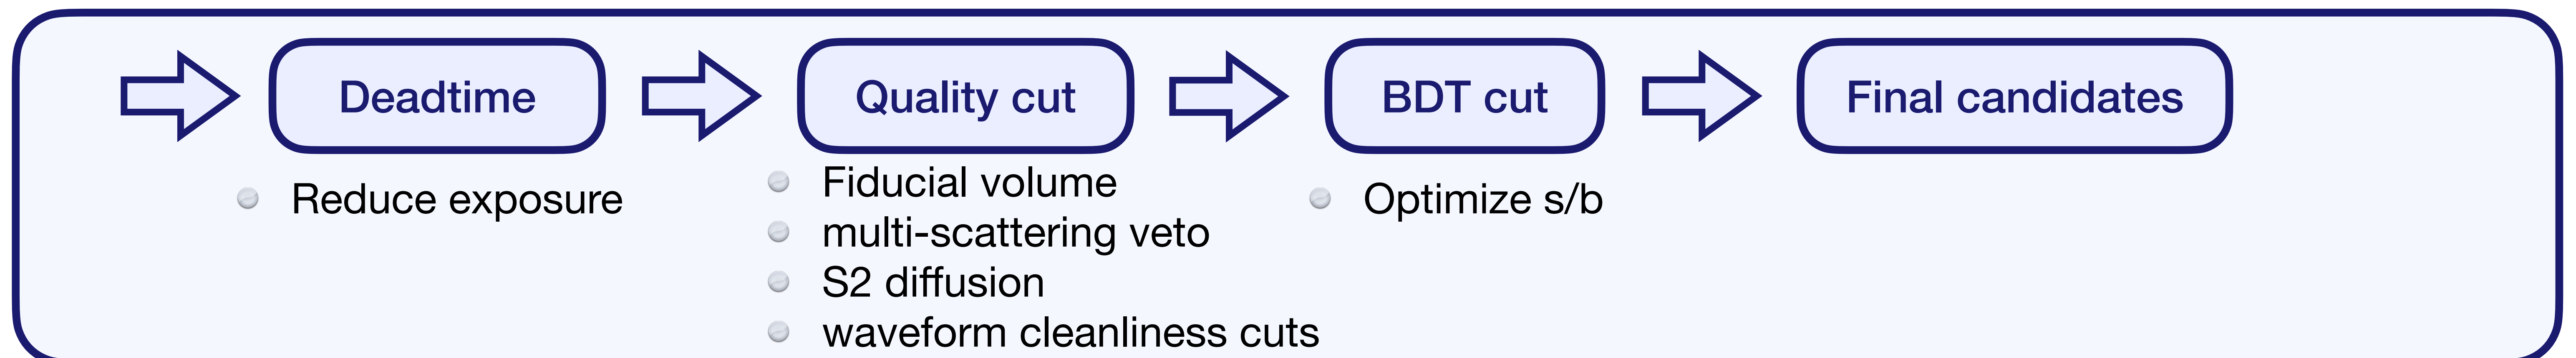 Deadtime
Quality cut
BDT cut
Final candidates
Reduce exposure
Fiducial volume
multi-scattering veto
S2 diffusion
waveform cleanliness cuts
Optimize s/b